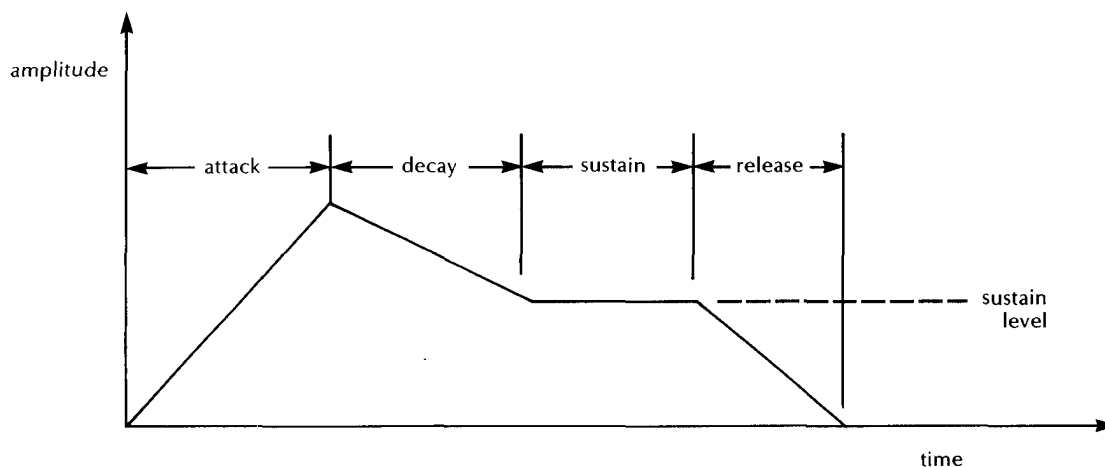 amplitude
attack
decay
sustain
release
sustain
level
time